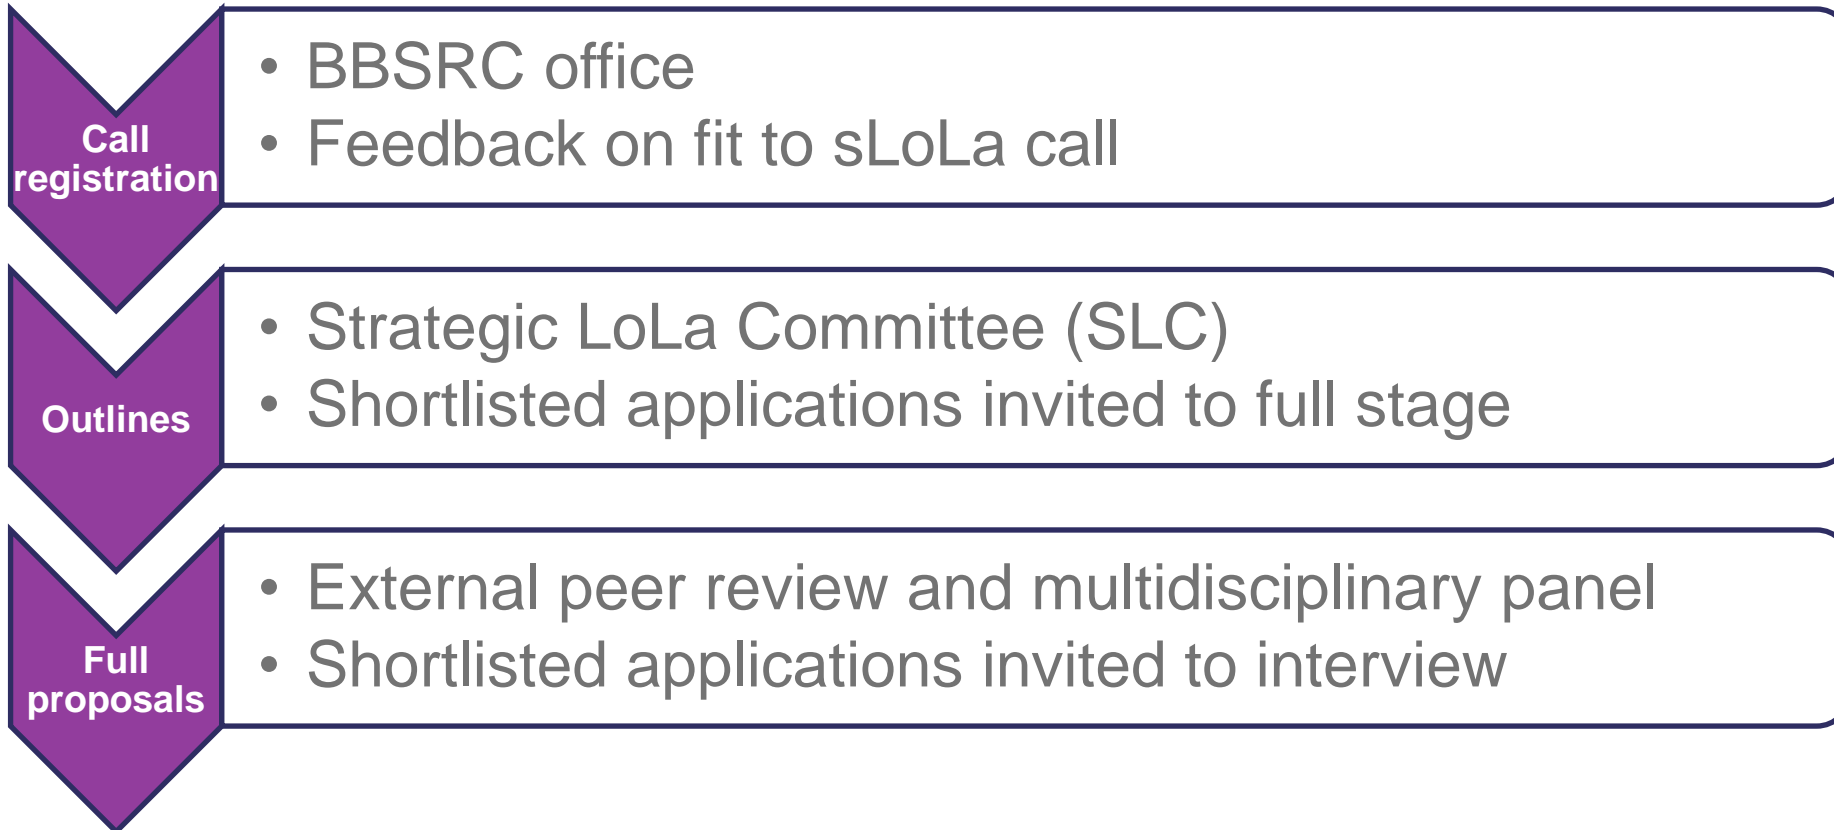 Call
registration
• BBSRC office
• Feedback on fit to sLoLa call
Outlines
• Strategic LoLa Committee (SLC)
• Shortlisted applications invited to full stage
Full
proposals
• External peer review and multidisciplinary panel
• Shortlisted applications invited to interview